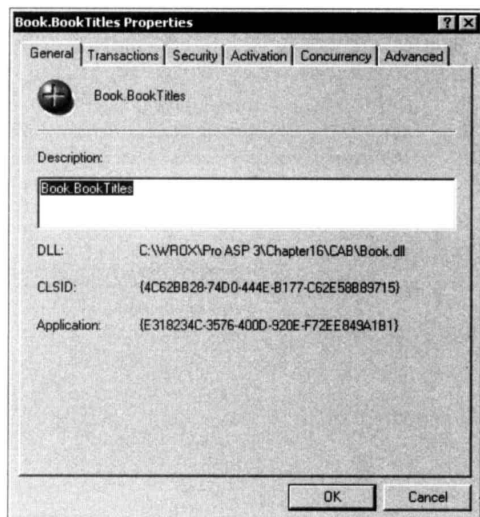 Book.BookTitles Properties
General Transactions Security Activation Concurrency Advanced
Book.BookTitles
Description:
Book.BookTitles
DLL: C:\WROX\Pro ASP 3\Chapter16\CAB\Book.dll
CLSID: {4C62BB28-74D0-444E-B177-C62E58B89715}
Application: {E318234C-3576-400D-920E-F72EE849A1B1}
OK Cancel